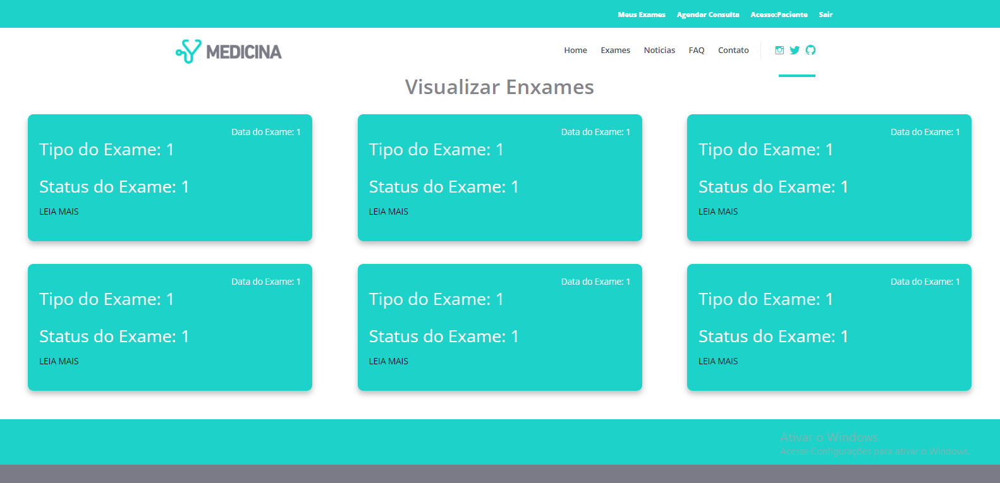 Meus Exames Agendar Consulta Acesso:Paciente Sair
MEDICINA
Home Exames Noticias FAQ Contato
Visualizar Enxames
Data do Exame: 1
Tipo do Exame: 1
Status do Exame: 1
LEIA MAIS
Data do Exame: 1
Tipo do Exame: 1
Status do Exame: 1
LEIA MAIS
Data do Exame: 1
Tipo do Exame: 1
Status do Exame: 1
LEIA MAIS
Data do Exame: 1
Tipo do Exame: 1
Status do Exame: 1
LEIA MAIS
Data do Exame: 1
Tipo do Exame: 1
Status do Exame: 1
LEIA MAIS
Data do Exame: 1
Tipo do Exame: 1
Status do Exame: 1
LEIA MAIS
Ativar o Windows
Acesse Configurações para ativar o Windows.